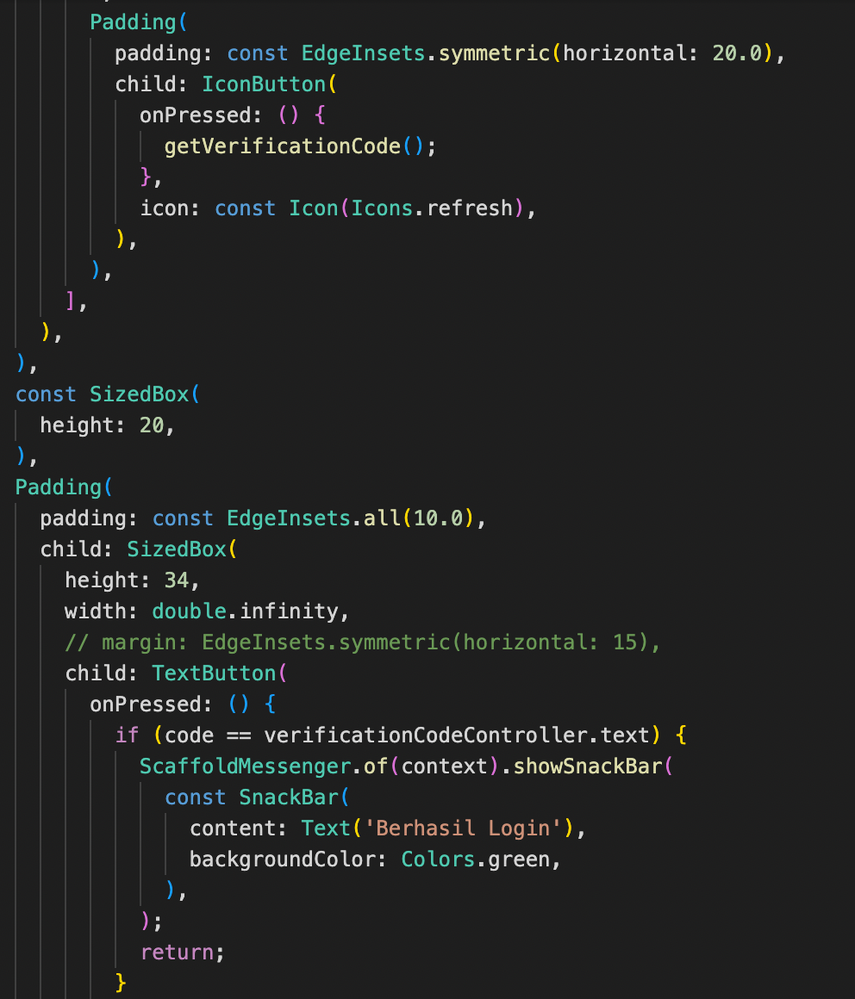 Padding(
padding: const EdgeInsets.symmetric(horizontal: 20.0),
child: IconButton(
onPressed: () {
getVerificationCode();
},
icon: const Icon(Icons.refresh),
),
),
],
),
),
const SizedBox(
height: 20,
),
Padding(
padding: const EdgeInsets.all(10.0),
child: SizedBox(
height: 34,
width: double.infinity,
// margin: EdgeInsets.symmetric(horizontal: 15),
child: TextButton(
onPressed: () {
if (code == verificationCodeController.text) {
ScaffoldMessenger.of(context).showSnackBar(
const SnackBar(
content: Text('Berhasil Login'),
backgroundColor: Colors.green,
),
);
return;
}